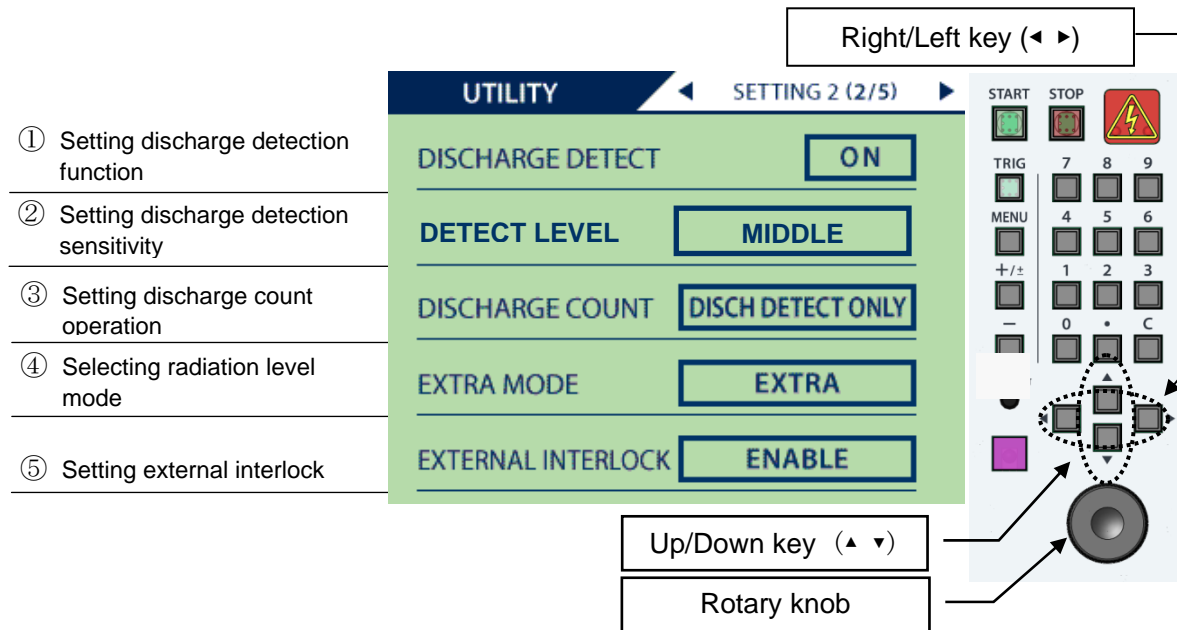 Right/Left key (◄ ►)
UTILITY ◄ SETTING 2 (2/5) ►
START STOP
① Setting discharge detection
function
DISCHARGE DETECT ON
TRIG 7 8 9
② Setting discharge detection
sensitivity
DETECT LEVEL MIDDLE
MENU 4 5 6
+/± 1 2 3
③ Setting discharge count
operation
DISCHARGE COUNT DISCH DETECT ONLY
− 0 • C
④ Selecting radiation level
mode
EXTRA MODE EXTRA
▲
◄ ►
▼
⑤ Setting external interlock
EXTERNAL INTERLOCK ENABLE
Up/Down key (▲ ▼)
Rotary knob